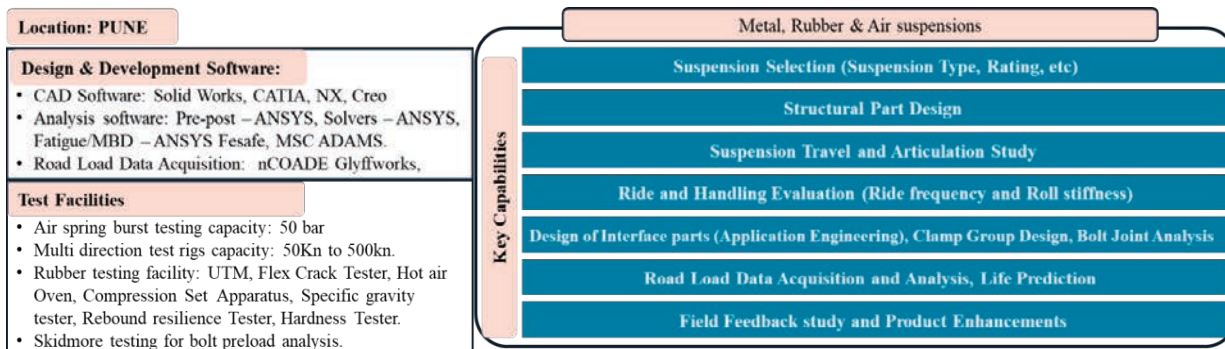 Location: PUNE
Design & Development Software:
• CAD Software: Solid Works, CATIA, NX, Creo
• Analysis software: Pre-post – ANSYS, Solvers – ANSYS,
Fatigue/MBD – ANSYS Fesafe, MSC ADAMS.
• Road Load Data Acquisition: nCOADE Glyffworks,
Test Facilities
• Air spring burst testing capacity: 50 bar
• Multi direction test rigs capacity: 50Kn to 500kn.
• Rubber testing facility: UTM, Flex Crack Tester, Hot air
Oven, Compression Set Apparatus, Specific gravity
tester, Rebound resilience Tester, Hardness Tester.
• Skidmore testing for bolt preload analysis.
Metal, Rubber & Air suspensions
Key Capabilities
Suspension Selection (Suspension Type, Rating, etc)
Structural Part Design
Suspension Travel and Articulation Study
Ride and Handling Evaluation (Ride frequency and Roll stiffness)
Design of Interface parts (Application Engineering), Clamp Group Design, Bolt Joint Analysis
Road Load Data Acquisition and Analysis, Life Prediction
Field Feedback study and Product Enhancements